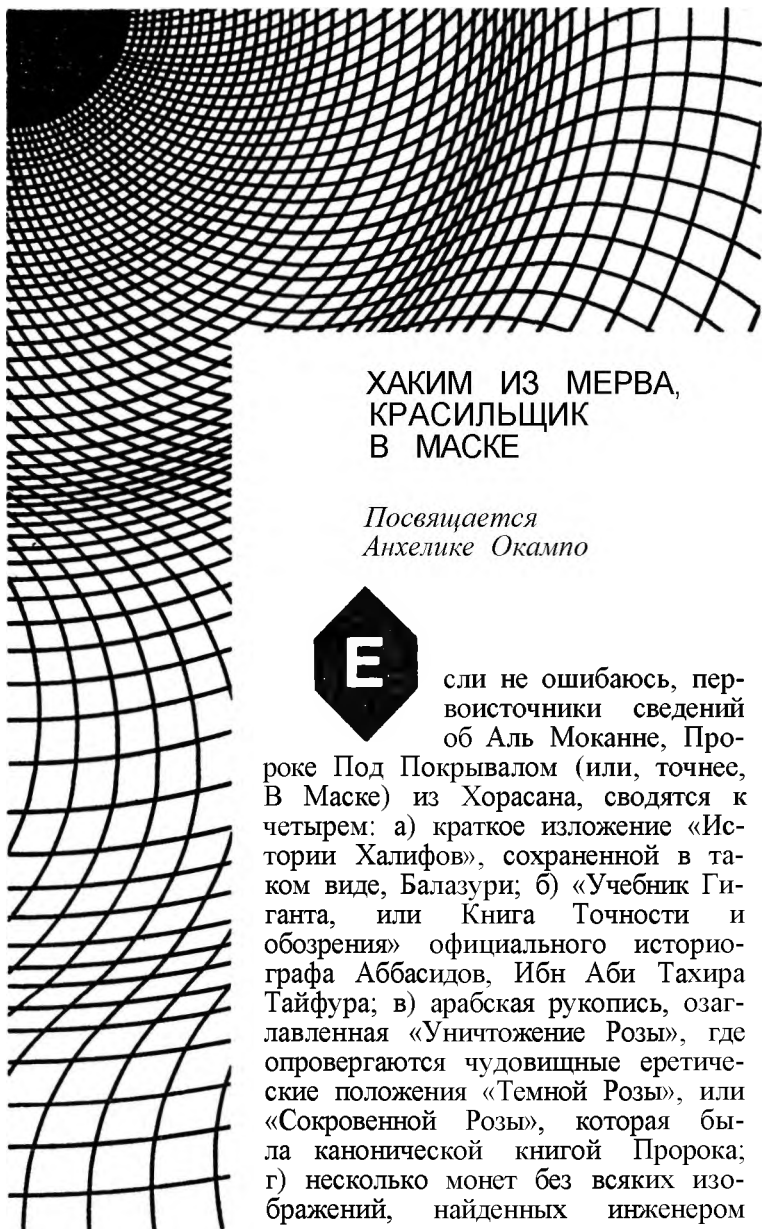 ХАКИМ ИЗ МЕРВА,
КРАСИЛЬЩИК
В МАСКЕ
Посвящается
Анхелике Окампо
Если не ошибаюсь, пер-
воисточники сведений
об Аль Моканне, Про-
роке Под Покрывалом (или, точнее,
В Маске) из Хорасана, сводятся к
четырем: а) краткое изложение «Ис-
тории Халифов», сохраненной в та-
ком виде, Балазури; б) «Учебник Ги-
ганта, или Книга Точности и
обозрения» официального историо-
графа Аббасидов, Ибн Аби Тахира
Тайфура; в) арабская рукопись, озаг-
лавленная «Уничтожение Розы», где
опровергаются чудовищные еретиче-
ские положения «Темной Розы», или
«Сокровенной Розы», которая бы-
ла канонической книгой Пророка;
г) несколько монет без всяких изо-
бражений, найденных инженером